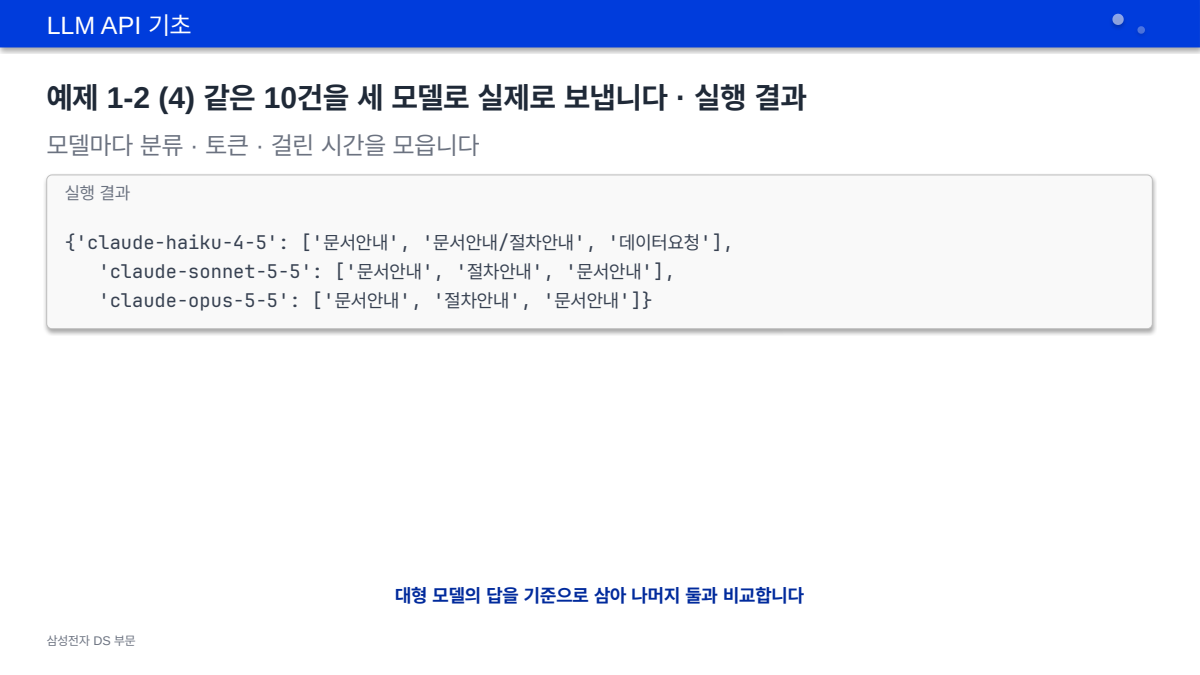 LLM API 기초
예제 1-2 (4) 같은 10건을 세 모델로 실제로 보냅니다 · 실행 결과
모델마다 분류 · 토큰 · 걸린 시간을 모읍니다
실행 결과
{'claude-haiku-4-5': ['문서안내', '문서안내/절차안내', '데이터요청'],
'claude-sonnet-5-5': ['문서안내', '절차안내', '문서안내'],
'claude-opus-5-5': ['문서안내', '절차안내', '문서안내']}
대형 모델의 답을 기준으로 삼아 나머지 둘과 비교합니다
삼성전자 DS 부문